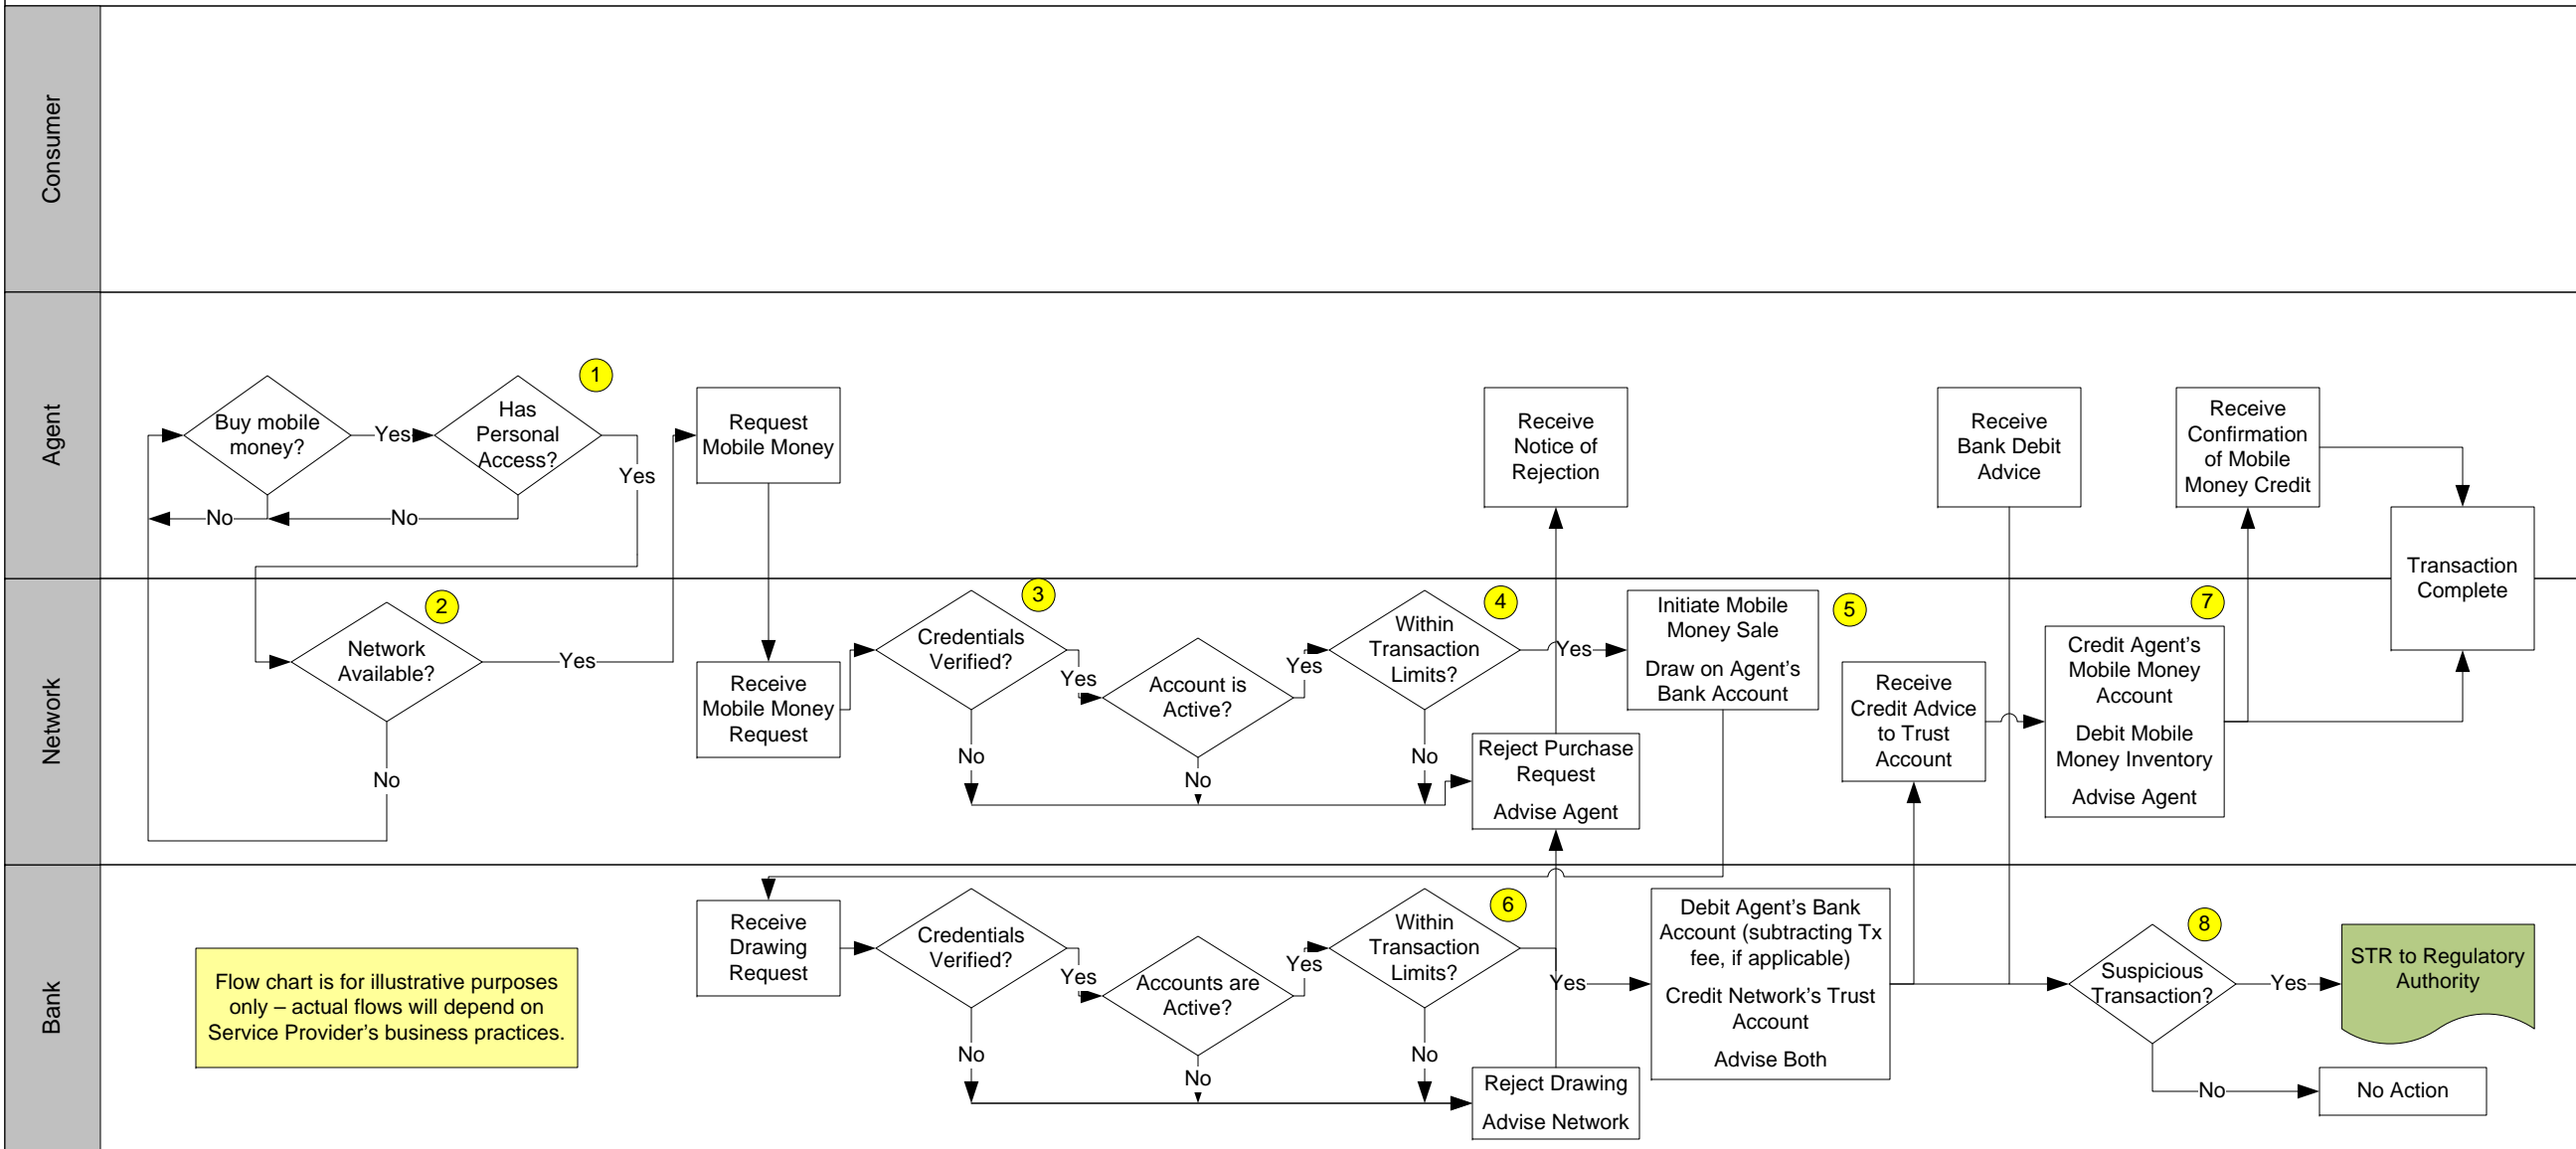 Consumer
Agent
1
Buy mobile
money?
Yes
Has
Personal
Access?
Yes
No
No
Request
Mobile Money
Receive
Notice of
Rejection
Receive
Bank Debit
Advice
Receive
Confirmation
of Mobile
Money Credit
Transaction
Complete
Network
2
Network
Available?
Yes
No
Receive
Mobile Money
Request
3
Credentials
Verified?
Yes
No
Account is
Active?
Yes
No
4
Within
Transaction
Limits?
Yes
No
Reject Purchase
Request
Advise Agent
5
Initiate Mobile
Money Sale
Draw on Agent’s
Bank Account
Receive
Credit Advice
to Trust
Account
7
Credit Agent’s
Mobile Money
Account
Debit Mobile
Money Inventory
Advise Agent
Bank
Flow chart is for illustrative purposes
only – actual flows will depend on
Service Provider’s business practices.
Receive
Drawing
Request
Credentials
Verified?
Yes
No
Accounts are
Active?
Yes
No
6
Within
Transaction
Limits?
Yes
No
Reject Drawing
Advise Network
Debit Agent’s Bank
Account (subtracting Tx
fee, if applicable)
Credit Network’s Trust
Account
Advise Both
8
Suspicious
Transaction?
Yes
No
STR to Regulatory
Authority
No Action